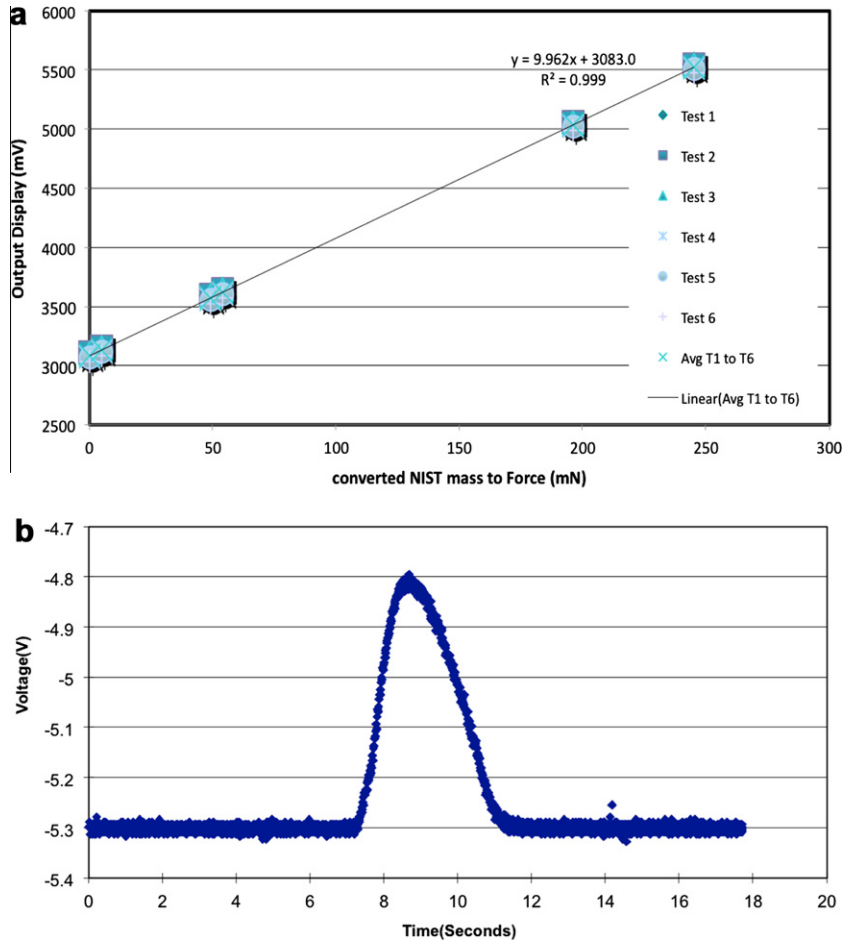 a
6000
5500
5000
4500
4000
3500
3000
2500
Output Display (mV)
y = 9.962x + 3083.0
R² = 0.999
Test 1
Test 2
Test 3
Test 4
Test 5
Test 6
Avg T1 to T6
Linear(Avg T1 to T6)
0 50 100 150 200 250 300
converted NIST mass to Force (mN)
b
-4.7
-4.8
-4.9
-5
-5.1
-5.2
-5.3
-5.4
Voltage(V)
0 2 4 6 8 10 12 14 16 18 20
Time(Seconds)